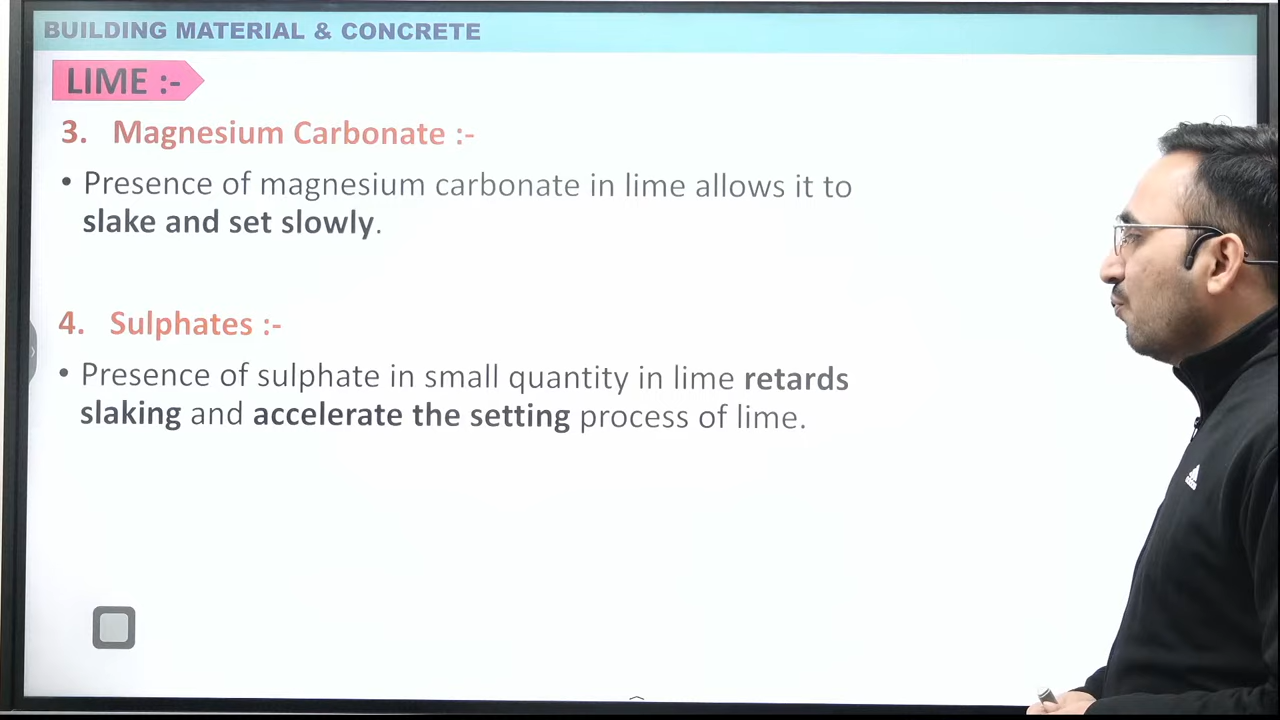 BUILDING MATERIAL & CONCRETE
LIME :-
3. Magnesium Carbonate :-
• Presence of magnesium carbonate in lime allows it to
slake and set slowly.
4. Sulphates :-
• Presence of sulphate in small quantity in lime retards
slaking and accelerate the setting process of lime.